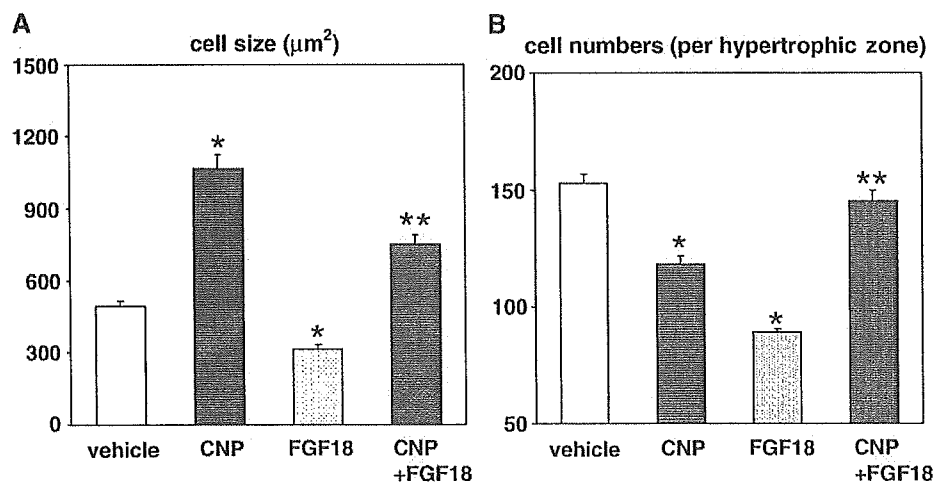 A
cell size (μm²)
1500
1200
900
600
300
0
*
*
**
vehicle CNP FGF18 CNP
+FGF18
B
cell numbers (per hypertrophic zone)
200
150
100
50
*
*
**
vehicle CNP FGF18 CNP
+FGF18